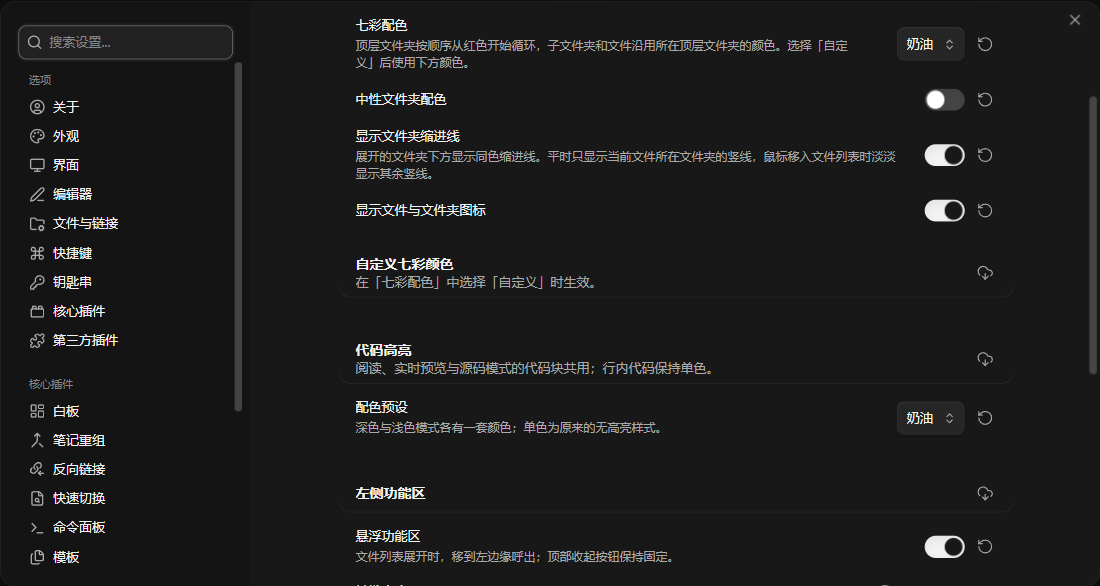 搜索设置...
选项
关于
外观
界面
编辑器
文件与链接
快捷键
钥匙串
核心插件
第三方插件
核心插件
白板
笔记重组
反向链接
快速切换
命令面板
模板
七彩配色
顶层文件夹按顺序从红色开始循环，子文件夹和文件沿用所在顶层文件夹的颜色。选择「自定
义」后使用下方颜色。
奶油
中性文件夹配色
显示文件夹缩进线
展开的文件夹下方显示同色缩进线。平时只显示当前文件所在文件夹的竖线，鼠标移入文件列表时淡淡
显示其余竖线。
显示文件与文件夹图标
自定义七彩颜色
在「七彩配色」中选择「自定义」时生效。
代码高亮
阅读、实时预览与源码模式的代码块共用；行内代码保持单色。
配色预设
深色与浅色模式各有一套颜色；单色为原来的无高亮样式。
奶油
左侧功能区
悬浮功能区
文件列表展开时，移到左边缘呼出；顶部收起按钮保持固定。